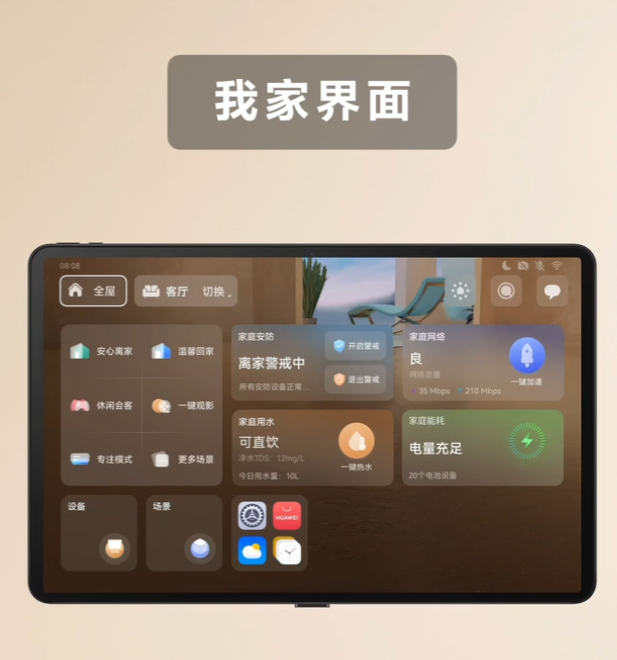 我家界面
08:08
全屋
客厅 切换
安心离家 温馨回家
休闲会客 一键观影
专注模式 更多场景
家庭安防
离家警戒中
所有安防设备正常...
开启警戒
退出警戒
家庭网络
良
网络质量
35 Mbps 210 Mbps
一键加速
家庭用水
可直饮
净水TDS: 12mg/L
今日用水量: 10L
一键热水
家庭能耗
电量充足
20个电池设备
设备
场景
HUAWEI